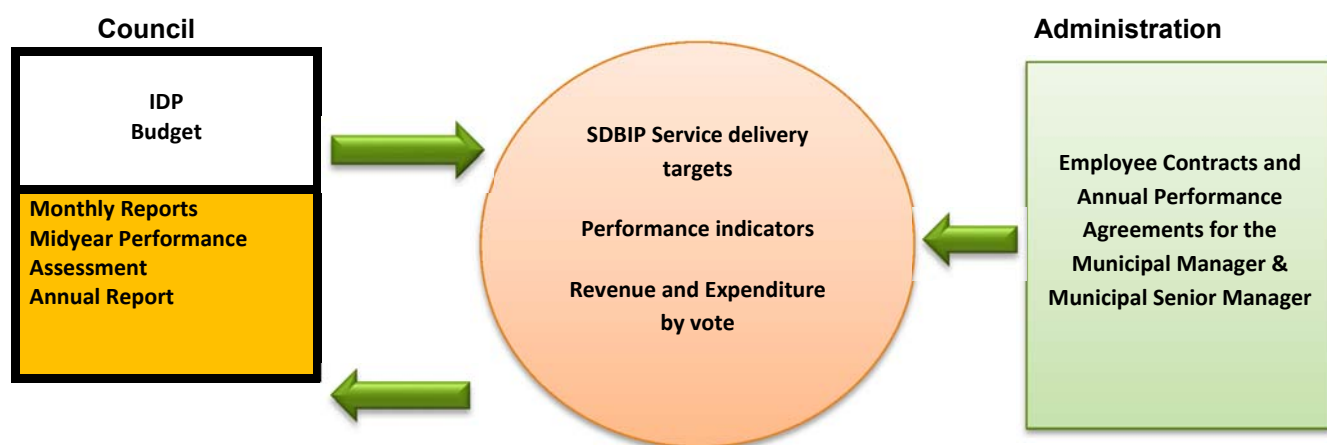 Council
IDP
Budget
Monthly Reports
Midyear Performance
Assessment
Annual Report
SDBIP Service delivery
targets
Performance indicators
Revenue and Expenditure
by vote
Administration
Employee Contracts and
Annual Performance
Agreements for the
Municipal Manager &
Municipal Senior Manager